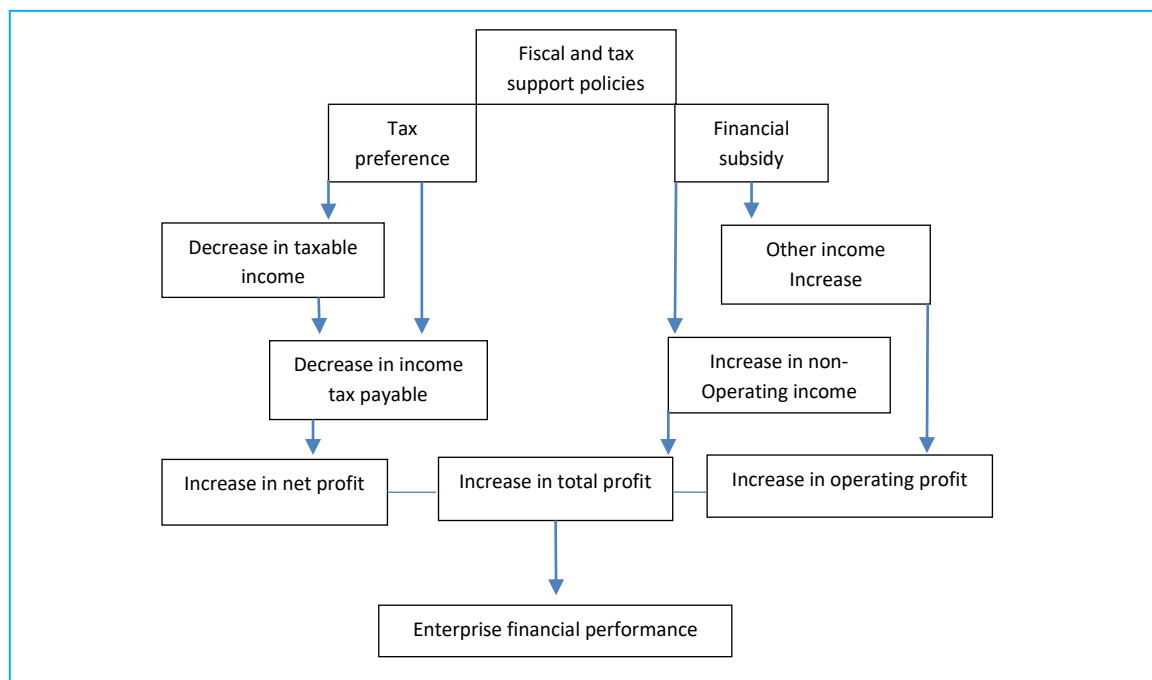 Fiscal and tax
support policies
Tax
preference
Financial
subsidy
Decrease in taxable
income
Other income
Increase
Decrease in income
tax payable
Increase in non-
Operating income
Increase in net profit
Increase in total profit
Increase in operating profit
Enterprise financial performance